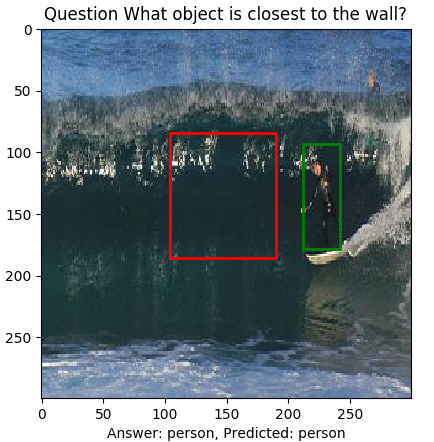 Question What object is closest to the wall?
0
50
100
150
200
250
0 50 100 150 200 250
Answer: person, Predicted: person